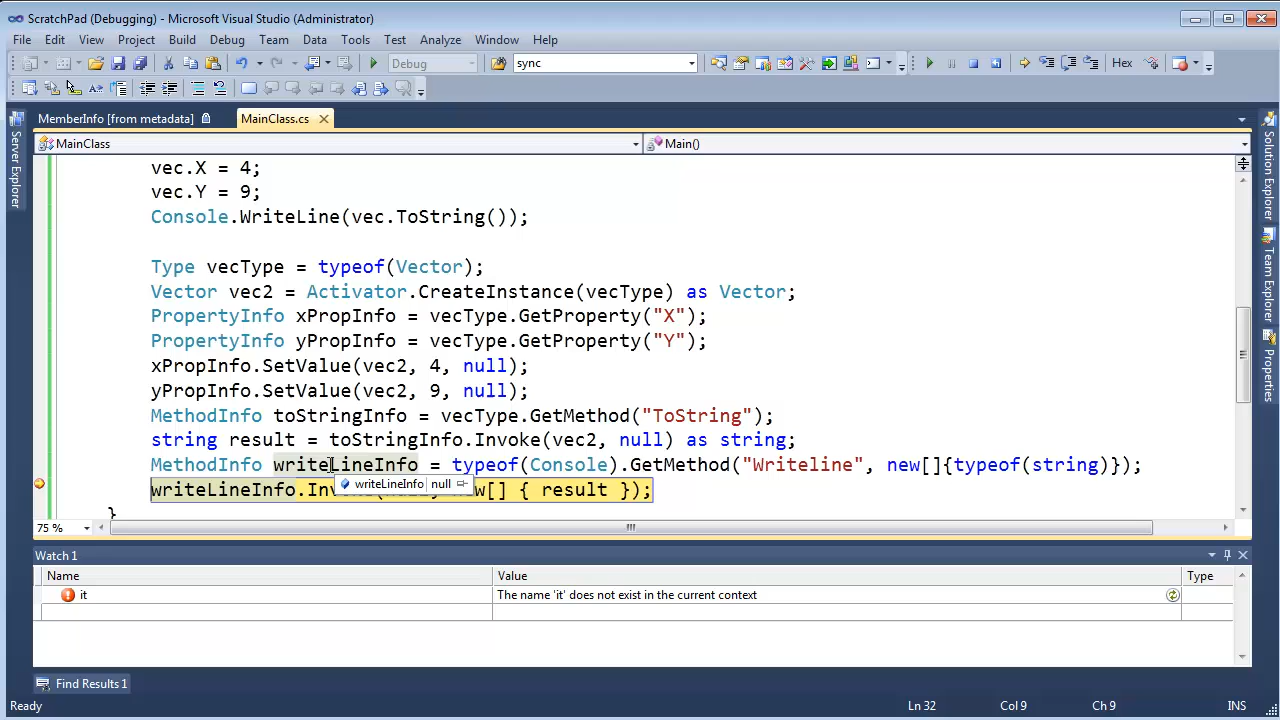 ScratchPad (Debugging) - Microsoft Visual Studio (Administrator)
File Edit View Project Build Debug Team Data Tools Test Analyze Window Help
Debug sync Hex
MemberInfo [from metadata] MainClass.cs
MainClass Main()
Server Explorer
Solution Explorer
Team Explorer
Properties
vec.X = 4;
vec.Y = 9;
Console.WriteLine(vec.ToString());
Type vecType = typeof(Vector);
Vector vec2 = Activator.CreateInstance(vecType) as Vector;
PropertyInfo xPropInfo = vecType.GetProperty("X");
PropertyInfo yPropInfo = vecType.GetProperty("Y");
xPropInfo.SetValue(vec2, 4, null);
yPropInfo.SetValue(vec2, 9, null);
MethodInfo toStringInfo = vecType.GetMethod("ToString");
string result = toStringInfo.Invoke(vec2, null) as string;
MethodInfo writeLineInfo = typeof(Console).GetMethod("Writeline", new[]{typeof(string)});
writeLineInfo null
writeLineInfo.Inv new[] { result });
}
75 %
Watch 1
Name Value Type
it The name 'it' does not exist in the current context
Find Results 1
Ready Ln 32 Col 9 Ch 9 INS